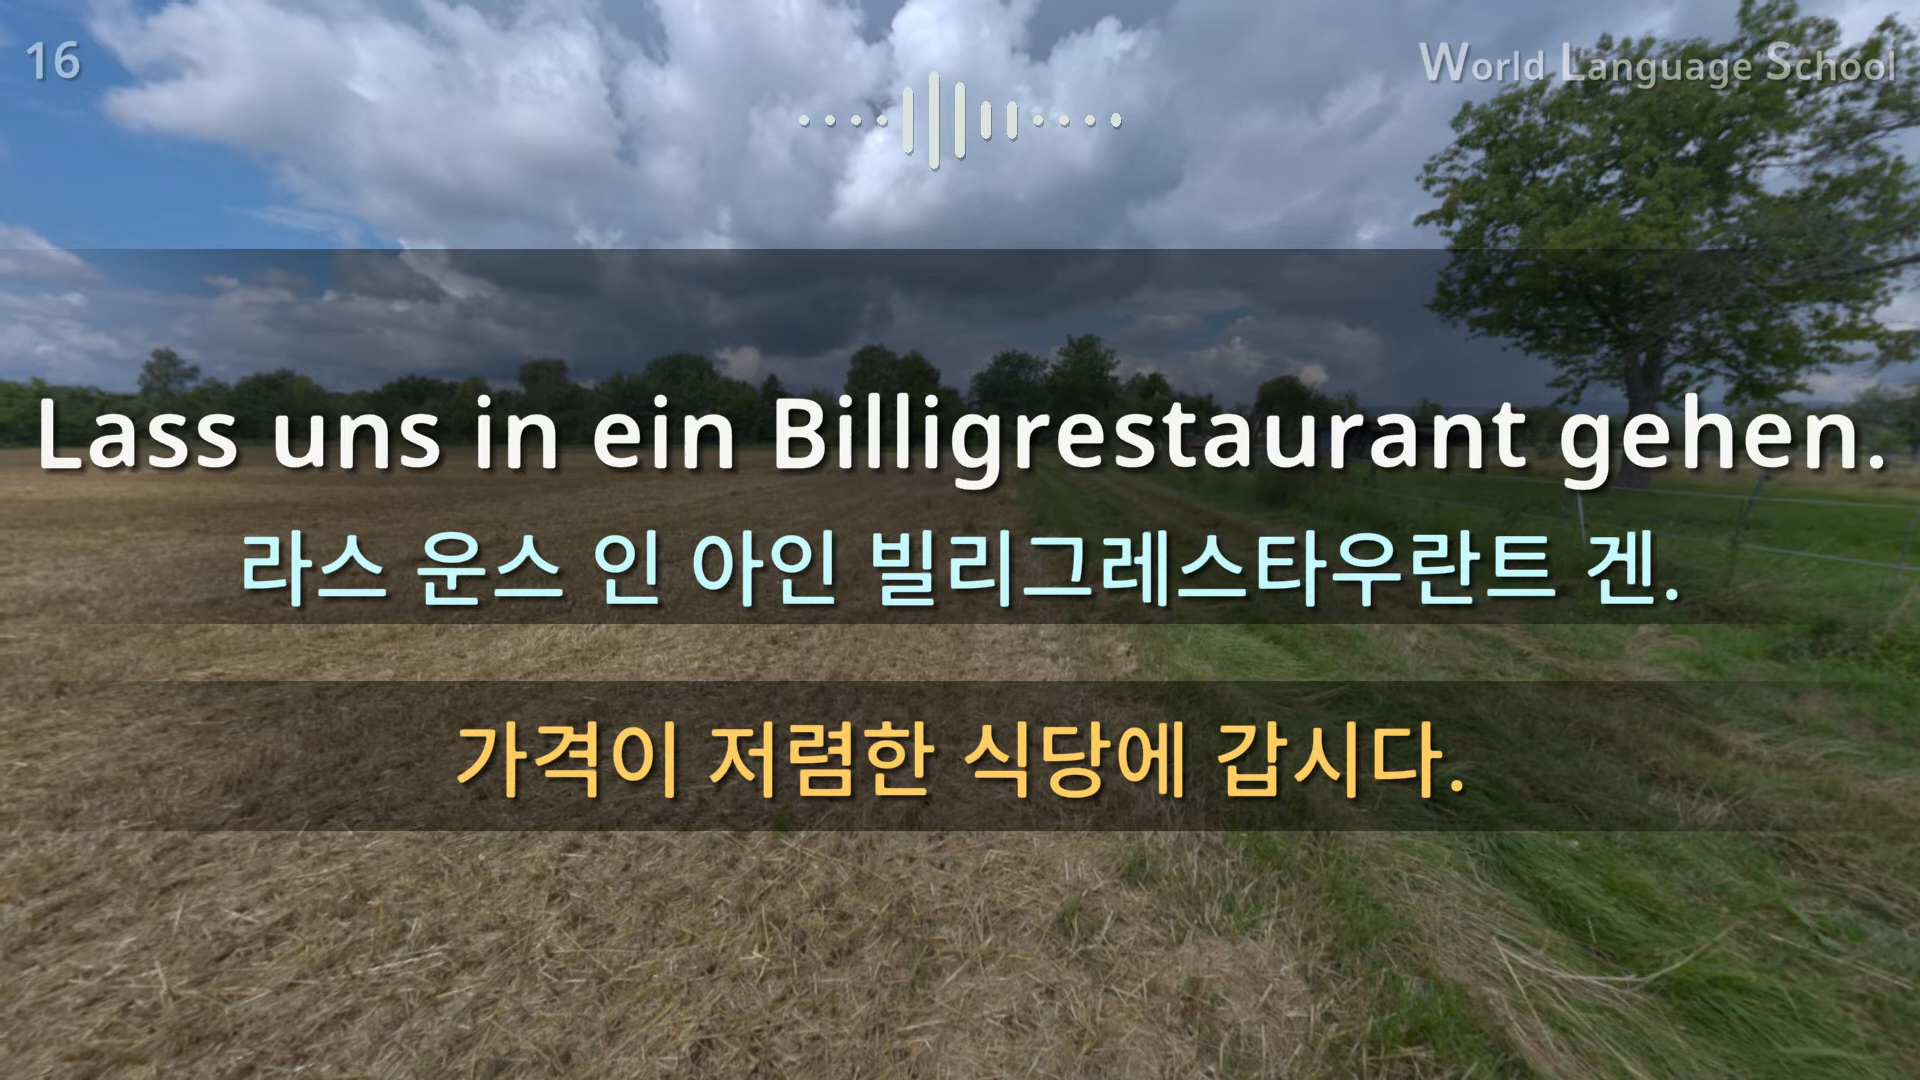 16
World Language School
Lass uns in ein Billigrestaurant gehen.
라스 운스 인 아인 빌리그레스타우란트 겐.
가격이 저렴한 식당에 갑시다.